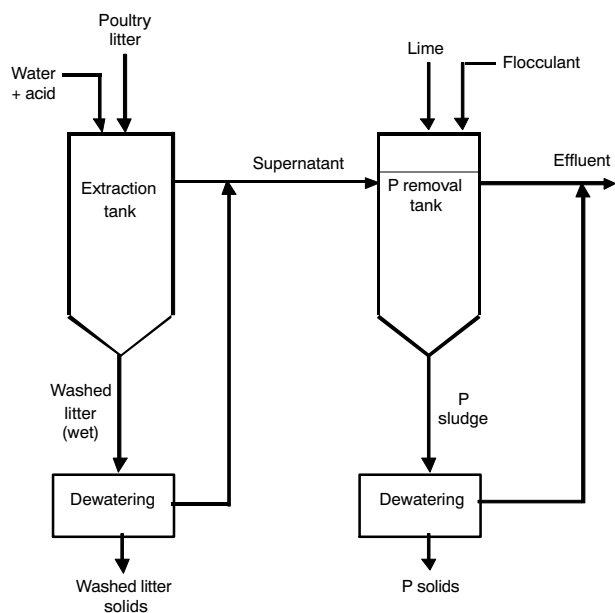 Poultry
litter
Water
+ acid
Lime
Flocculant
Extraction
tank
Supernatant
P removal
tank
Effluent
Washed
litter
(wet)
P
sludge
Dewatering
Dewatering
Washed litter
solids
P solids